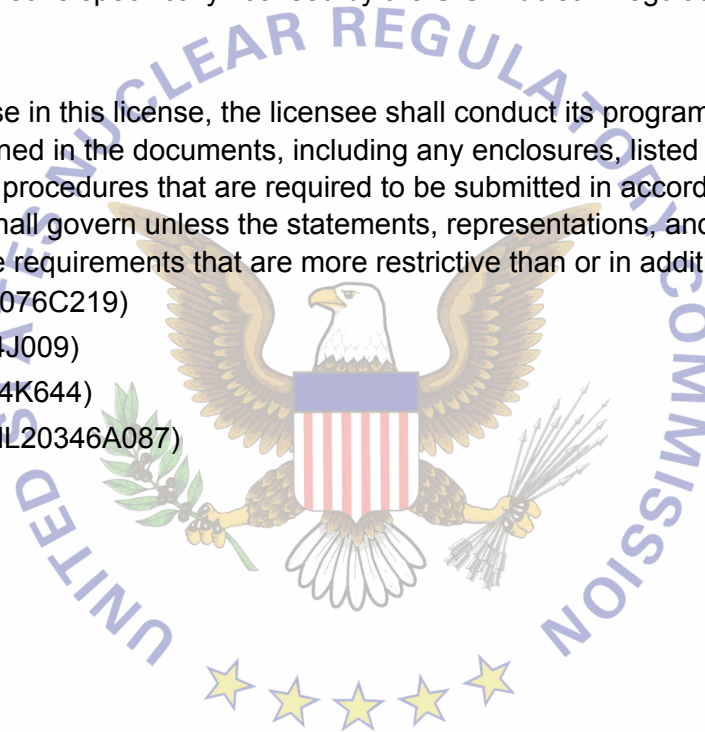 UNITED STATES NUCLEAR REGULATORY COMMISSION
se in this license, the licensee shall conduct its program
ned in the documents, including any enclosures, listed
procedures that are required to be submitted in accord
hall govern unless the statements, representations, and
e requirements that are more restrictive than or in addit
076C219)
4J009)
4K644)
ML20346A087)